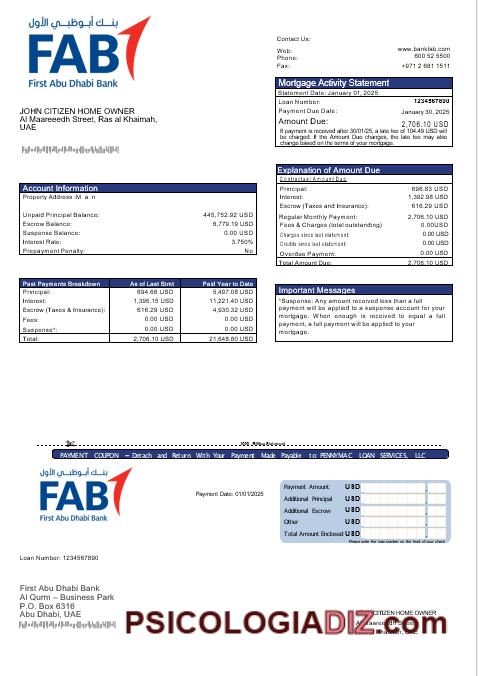 بنك أبوظبي الأول
FAB
First Abu Dhabi Bank
Contact Us:
Web: www.bankfab.com
Phone: 600 52 5500
Fax: +971 2 681 1511
Mortgage Activity Statement
Statement Date: January 01, 2025
Loan Number: 1234567890
Payment Due Date: January 30, 2025
Amount Due: 2,706.10 USD
If payment is received after 30/01/25, a late fee of 104.49 USD will
be charged. If the Amount Due changes, the late fee may also
change based on the terms of your mortgage.
JOHN CITIZEN HOME OWNER
Al Maareeedh Street, Ras al Khaimah,
UAE
Explanation of Amount Due
Contractual Amount Due
Principal: 696.83 USD
Interest: 1,392.98 USD
Escrow (Taxes and Insurance): 616.29 USD
Regular Monthly Payment: 2,706.10 USD
Fees & Charges (total outstanding) 0.00USD
Charges since last statement: 0.00 USD
Credits since last statement: 0.00 USD
Overdue Payment: 0.00 USD
Total Amount Due: 2,706.10 USD
Account Information
Property Address :M a n
Unpaid Principal Balance: 445,752.92 USD
Escrow Balance: 6,779.19 USD
Suspense Balance: 0.00 USD
Interest Rate: 3.750%
Prepayment Penalty: No
Past Payments Breakdown As of Last Stmt Paid Year to Date
Principal: 694.66 USD 5,497.08 USD
Interest: 1,395.15 USD 11,221.40 USD
Escrow (Taxes & Insurance): 616.29 USD 4,930.32 USD
Fees: 0.00 USD 0.00 USD
Suspense*: 0.00 USD 0.00 USD
Total: 2,706.10 USD 21,648.80 USD
Important Messages
*Suspense: Any amount received less than a full
payment will be applied to a suspense account for your
mortgage. When enough is received to equal a full
payment, a full payment will be applied to your
mortgage.
PAYMENT COUPON – Detach and Return With Your Payment Made Payable to: PENNYMAC LOAN SERVICES, LLC
بنك أبوظبي الأول
FAB
First Abu Dhabi Bank
Payment Date: 01/01/2025
Payment Amount USD
Additional Principal USD
Additional Escrow USD
Other USD
Total Amount Enclosed USD
Please write the loan number on the front of your check
Loan Number: 1234567890
First Abu Dhabi Bank
Al Qurm – Business Park
P.O. Box 6316
Abu Dhabi, UAE
CITIZEN HOME OWNER
PSICOLOGIADIZ.com